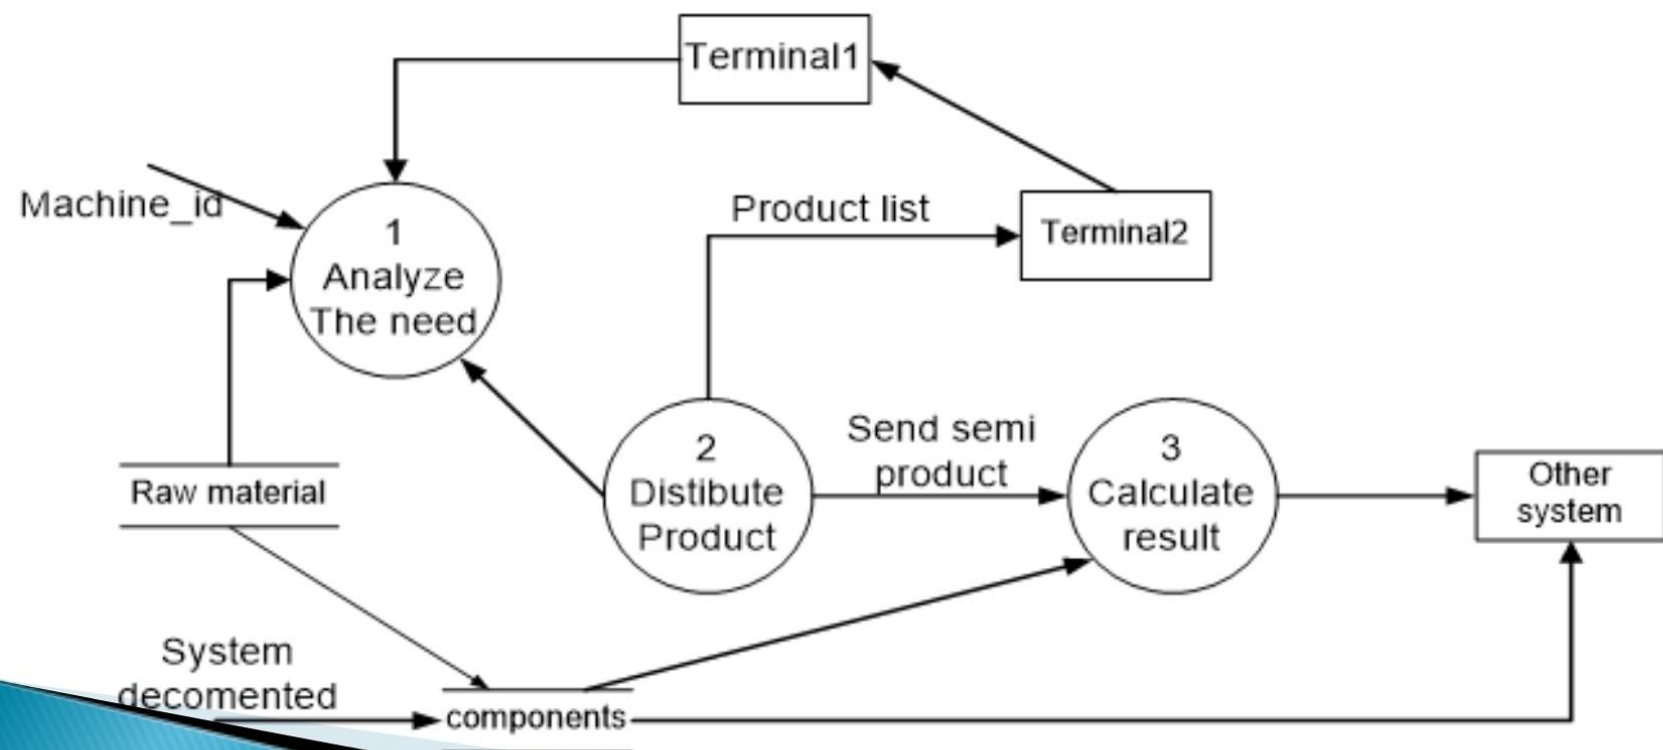 Terminal1
Machine_id
Product list
Terminal2
1
Analyze
The need
Send semi
product
2
Distibute
Product
3
Calculate
result
Other
system
Raw material
System
decomented
components